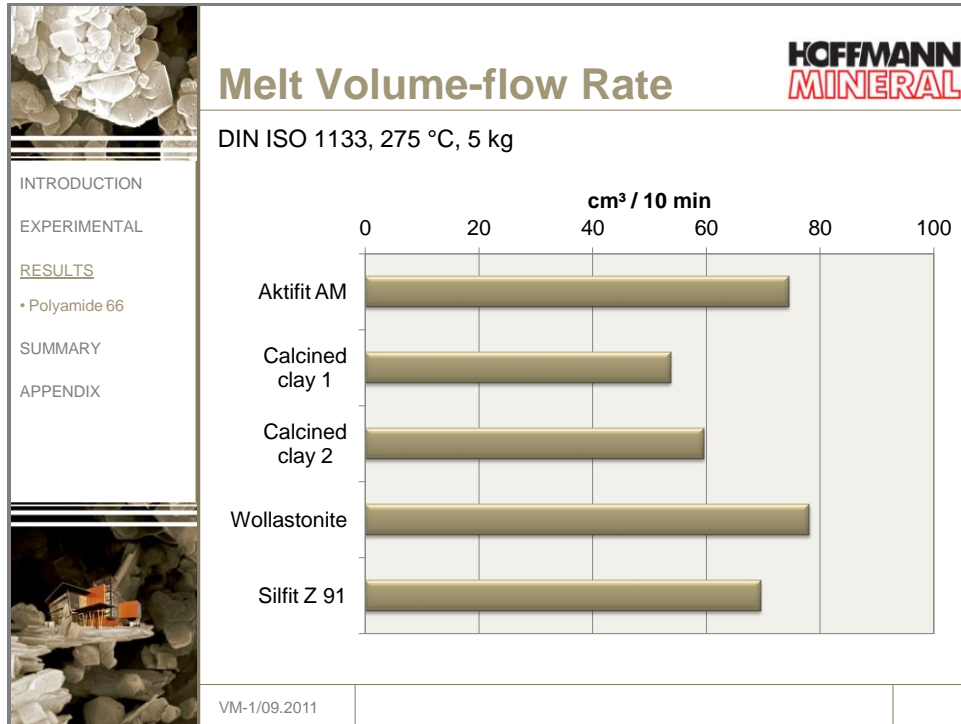 Melt Volume-flow Rate
HOFFMANN
MINERAL
DIN ISO 1133, 275 °C, 5 kg
INTRODUCTION
EXPERIMENTAL
RESULTS
• Polyamide 66
SUMMARY
APPENDIX
cm³ / 10 min
0 20 40 60 80 100
Aktifit AM
Calcined
clay 1
Calcined
clay 2
Wollastonite
Silfit Z 91
VM-1/09.2011